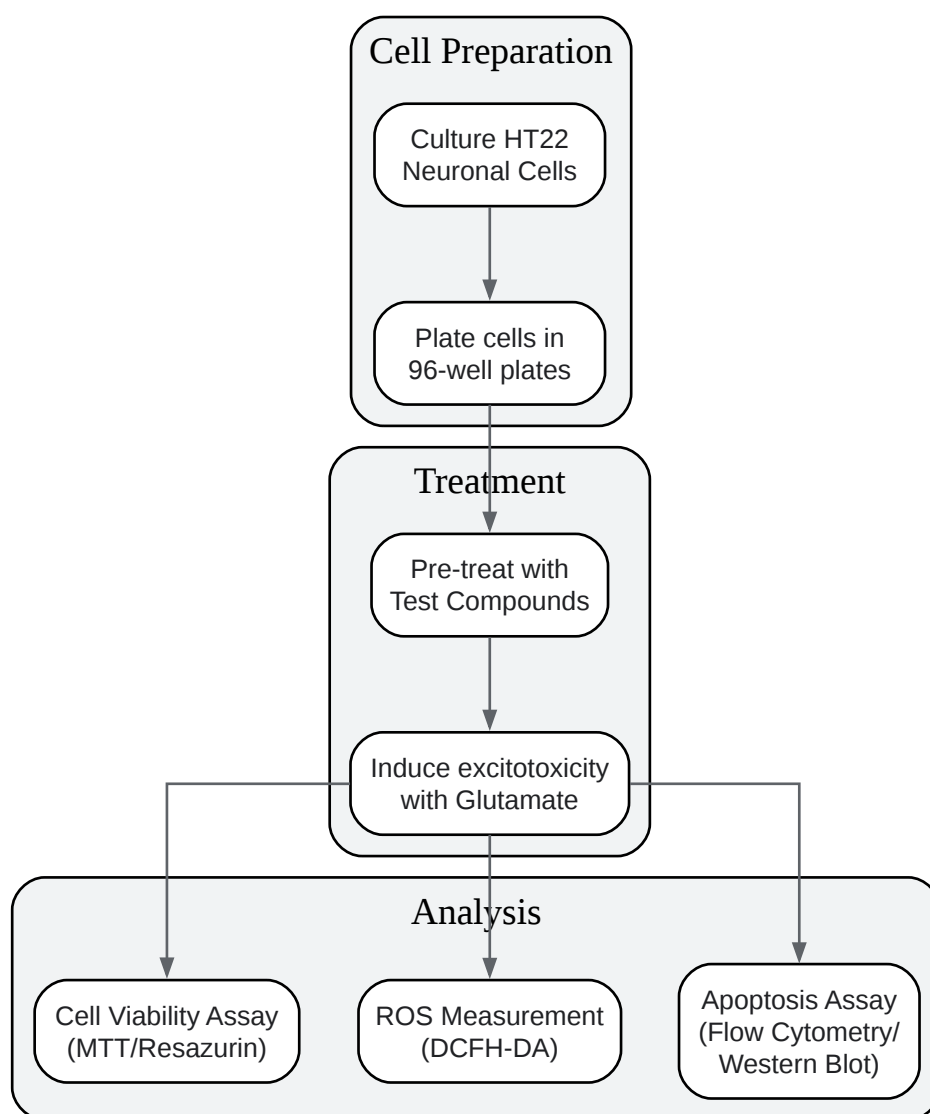 Cell Preparation
Culture HT22
Neuronal Cells
Plate cells in
96-well plates
Treatment
Pre-treat with
Test Compounds
Induce excitotoxicity
with Glutamate
Analysis
Cell Viability Assay
(MTT/Resazurin)
ROS Measurement
(DCFH-DA)
Apoptosis Assay
(Flow Cytometry/
Western Blot)